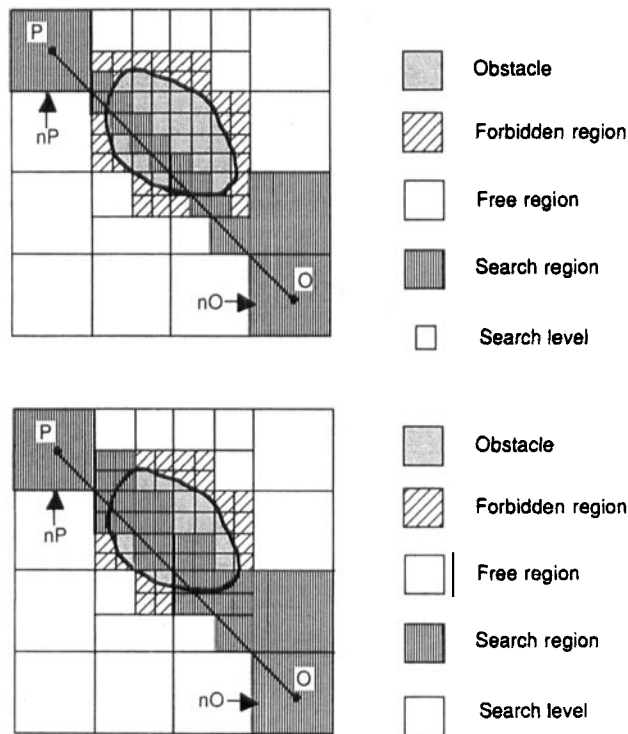 P
nP
nO
O
Obstacle
Forbidden region
Free region
Search region
Search level
P
nP
nO
O
Obstacle
Forbidden region
Free region
Search region
Search level